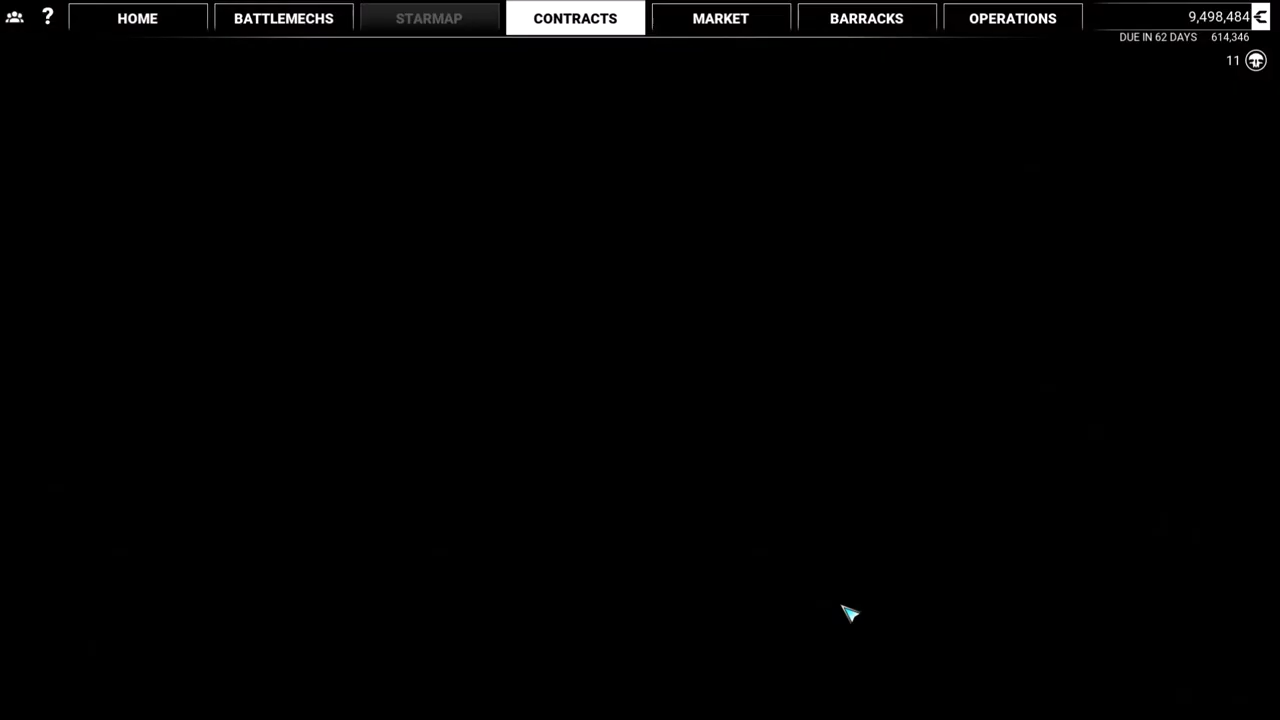 ? HOME BATTLEMECHS STARMAP CONTRACTS MARKET BARRACKS OPERATIONS 9,498,484
DUE IN 62 DAYS 614,346
11